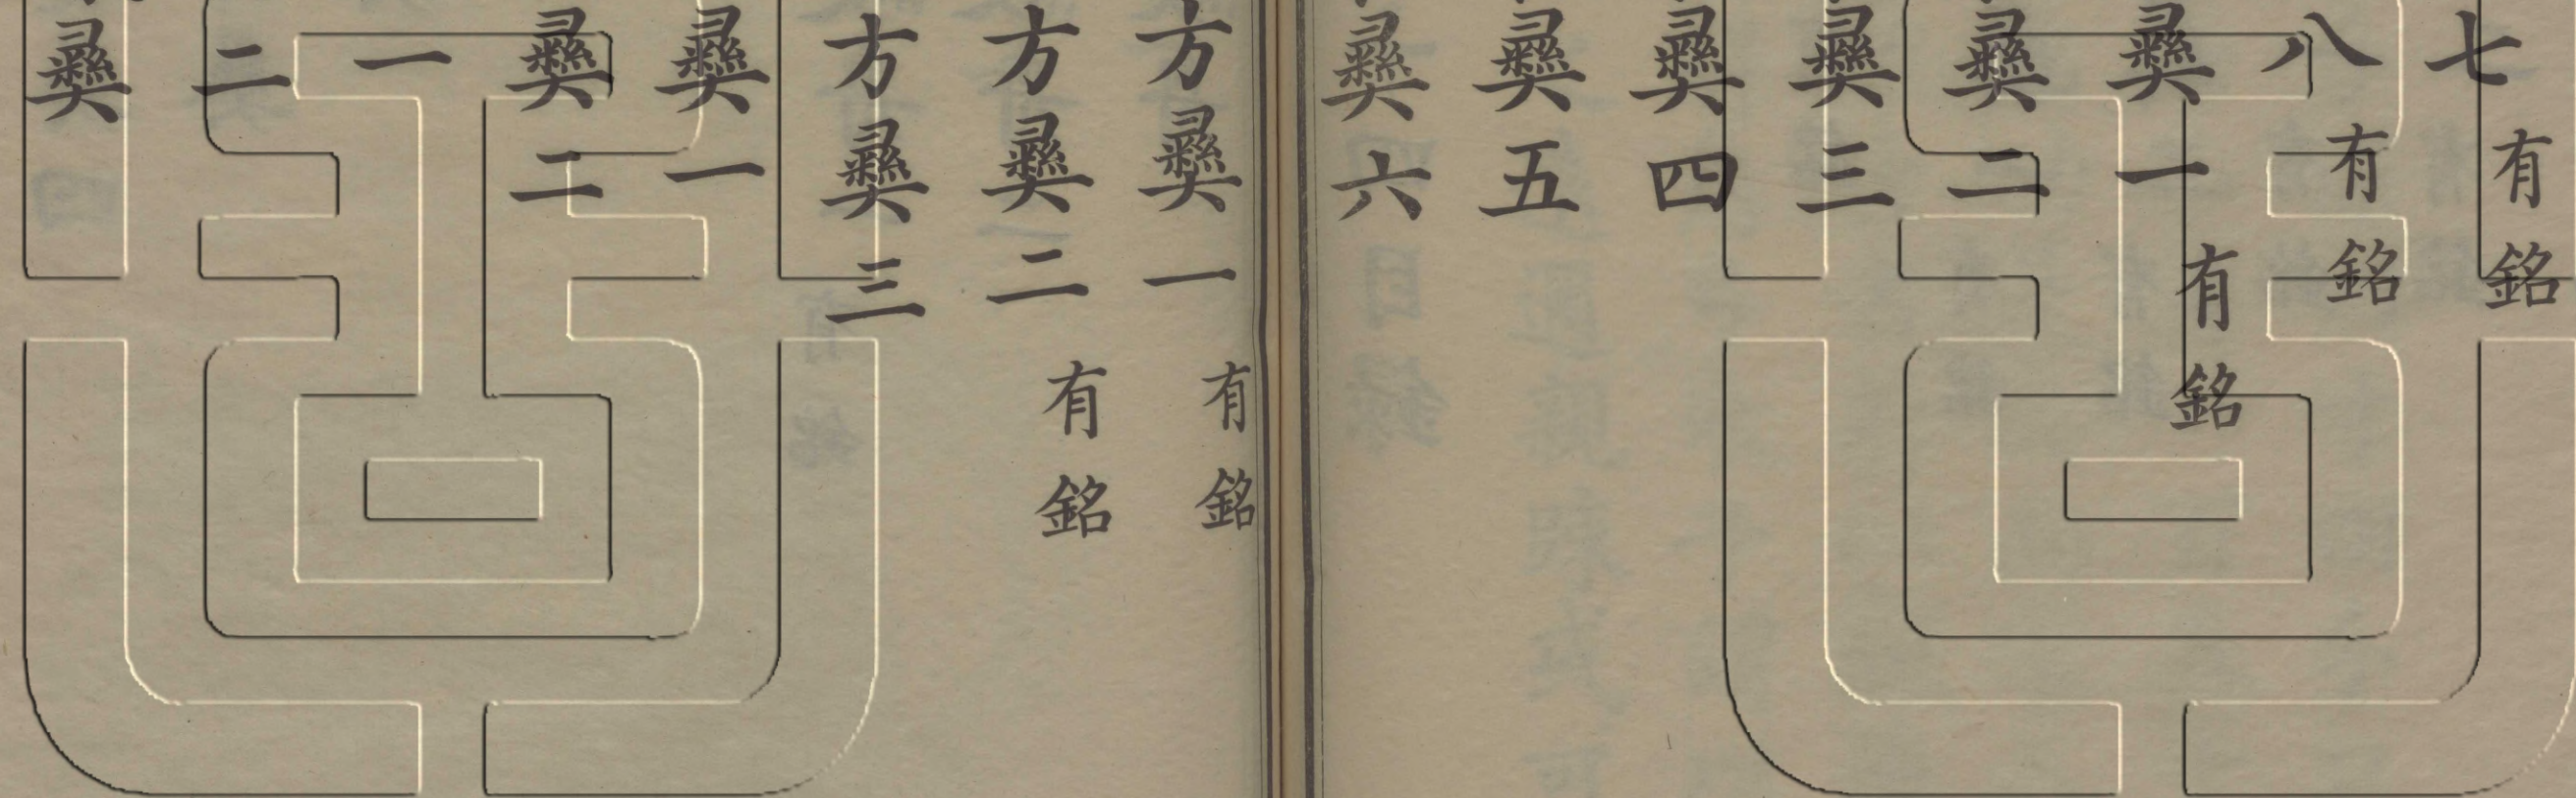 七有銘
八有銘
彝一有銘
彝二
彝三
彝四
彝五
彝六
方彝一有銘
方彝二有銘
方彝三
彝一
彝二
一
二
彝